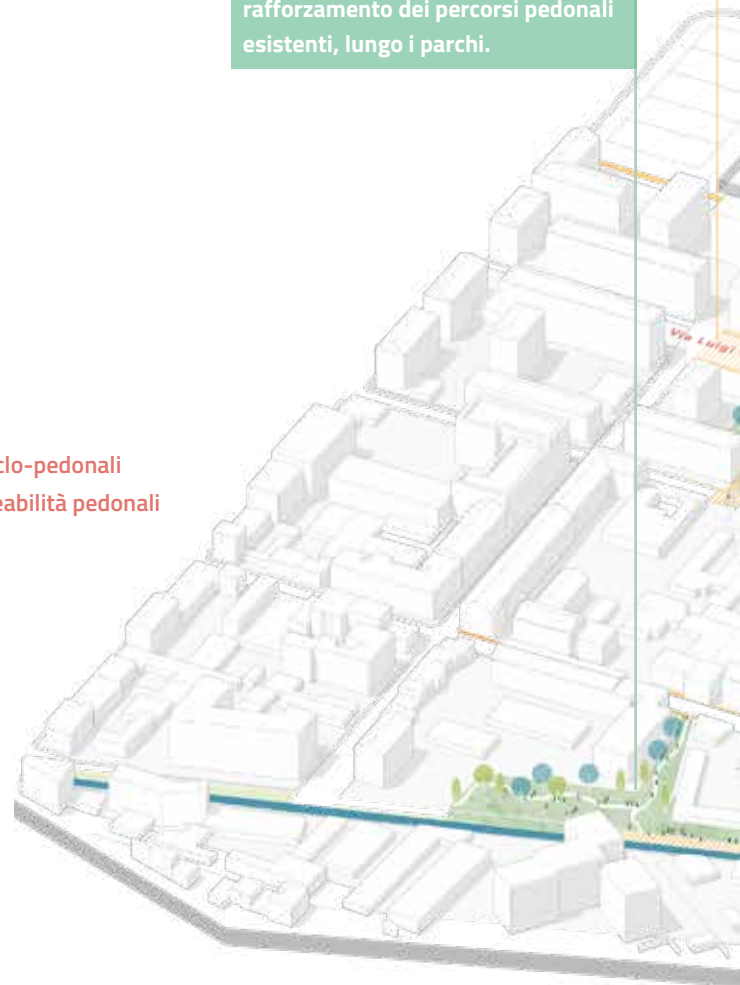 rafforzamento dei percorsi pedonali
esistenti, lungo i parchi.
Via Luigi
clo-pedonali
eabilità pedonali